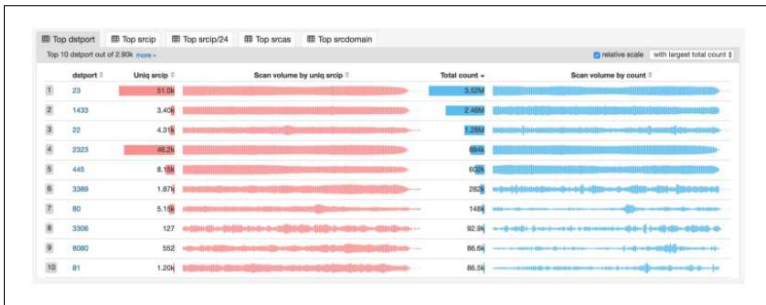 Top dstport Top srcip Top srcip/24 Top srcas Top srcdomain
Top 10 dstport out of 2.80k more relative scale with largest total count
dstport Uniq srcip Scan volume by uniq srcip Total count Scan volume by count
1 23 51.0k 3.52M
2 1433 3.40k 2.46M
3 22 4.31k 1.28M
4 2323 46.2k
5 445 8.15k 602k
6 3389 1.87k 282k
7 80 5.15k 148k
8 3306 127 92.9k
9 8080 552 86.6k
10 81 1.20k 86.5k